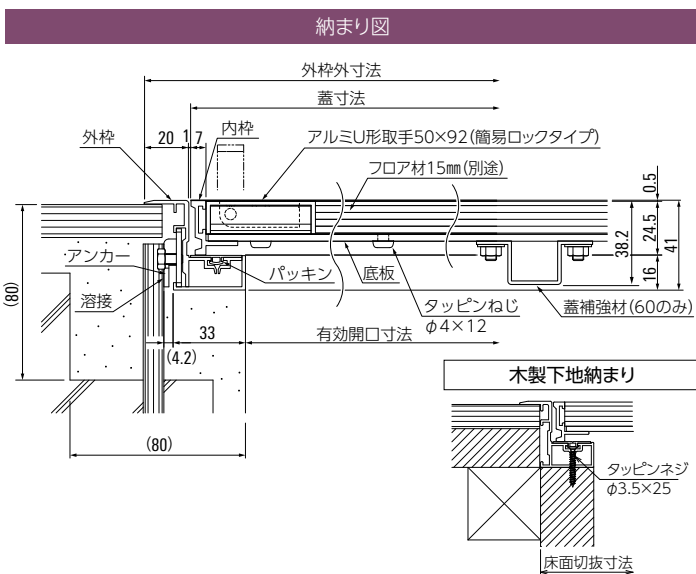 納まり図
外枠外寸法
蓋寸法
20
1
7
内枠
外枠
アルミU形取手50×92(簡易ロックタイプ)
フロア材15㎜(別途)
0.5
24.5
38.2
41
16
アンカー
溶接
パッキン
底板
タッピンねじ
φ4×12
蓋補強材(60のみ)
(80)
33
(4.2)
有効開口寸法
(80)
木製下地納まり
タッピンネジ
φ3.5×25
床面切抜寸法